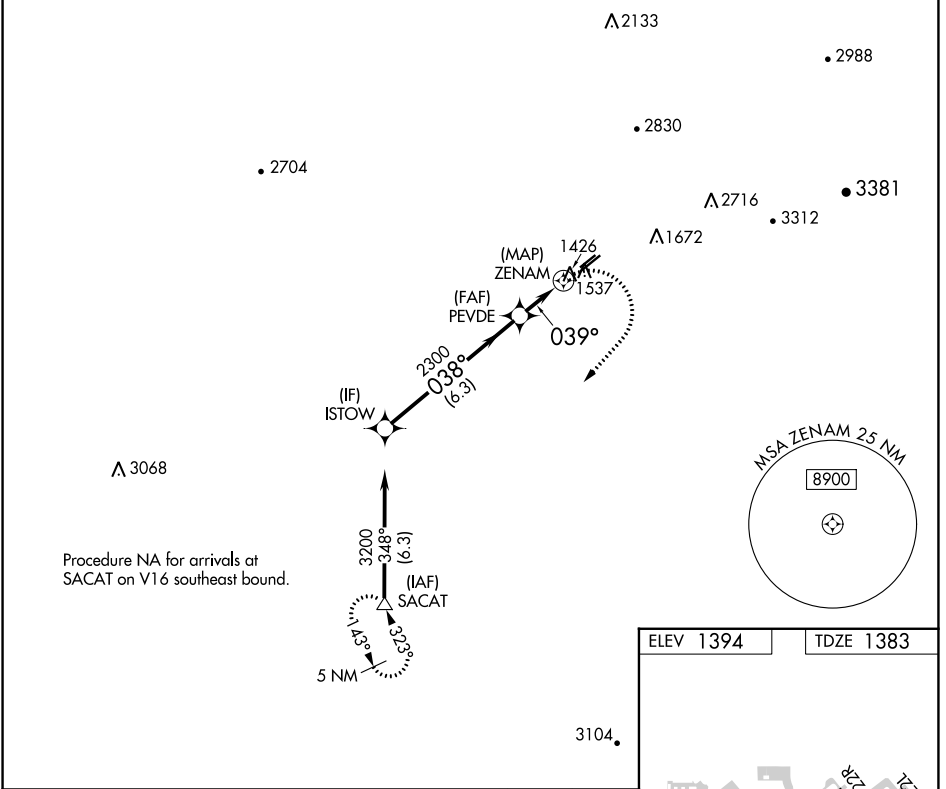 2133
2988
2830
2704
3381
2716
3312
1672
(MAP)
ZENAM
1426
1537
(FAF)
PEVDE
039°
2300
038°
(6.3)
(IF)
ISTOW
MSA ZENAM 25 NM
8900
3068
3200
348°
(6.3)
Procedure NA for arrivals at
SACAT on V16 southeast bound.
(IAF)
SACAT
143°
323°
5 NM
ELEV 1394
TDZE 1383
3104
22R
22L